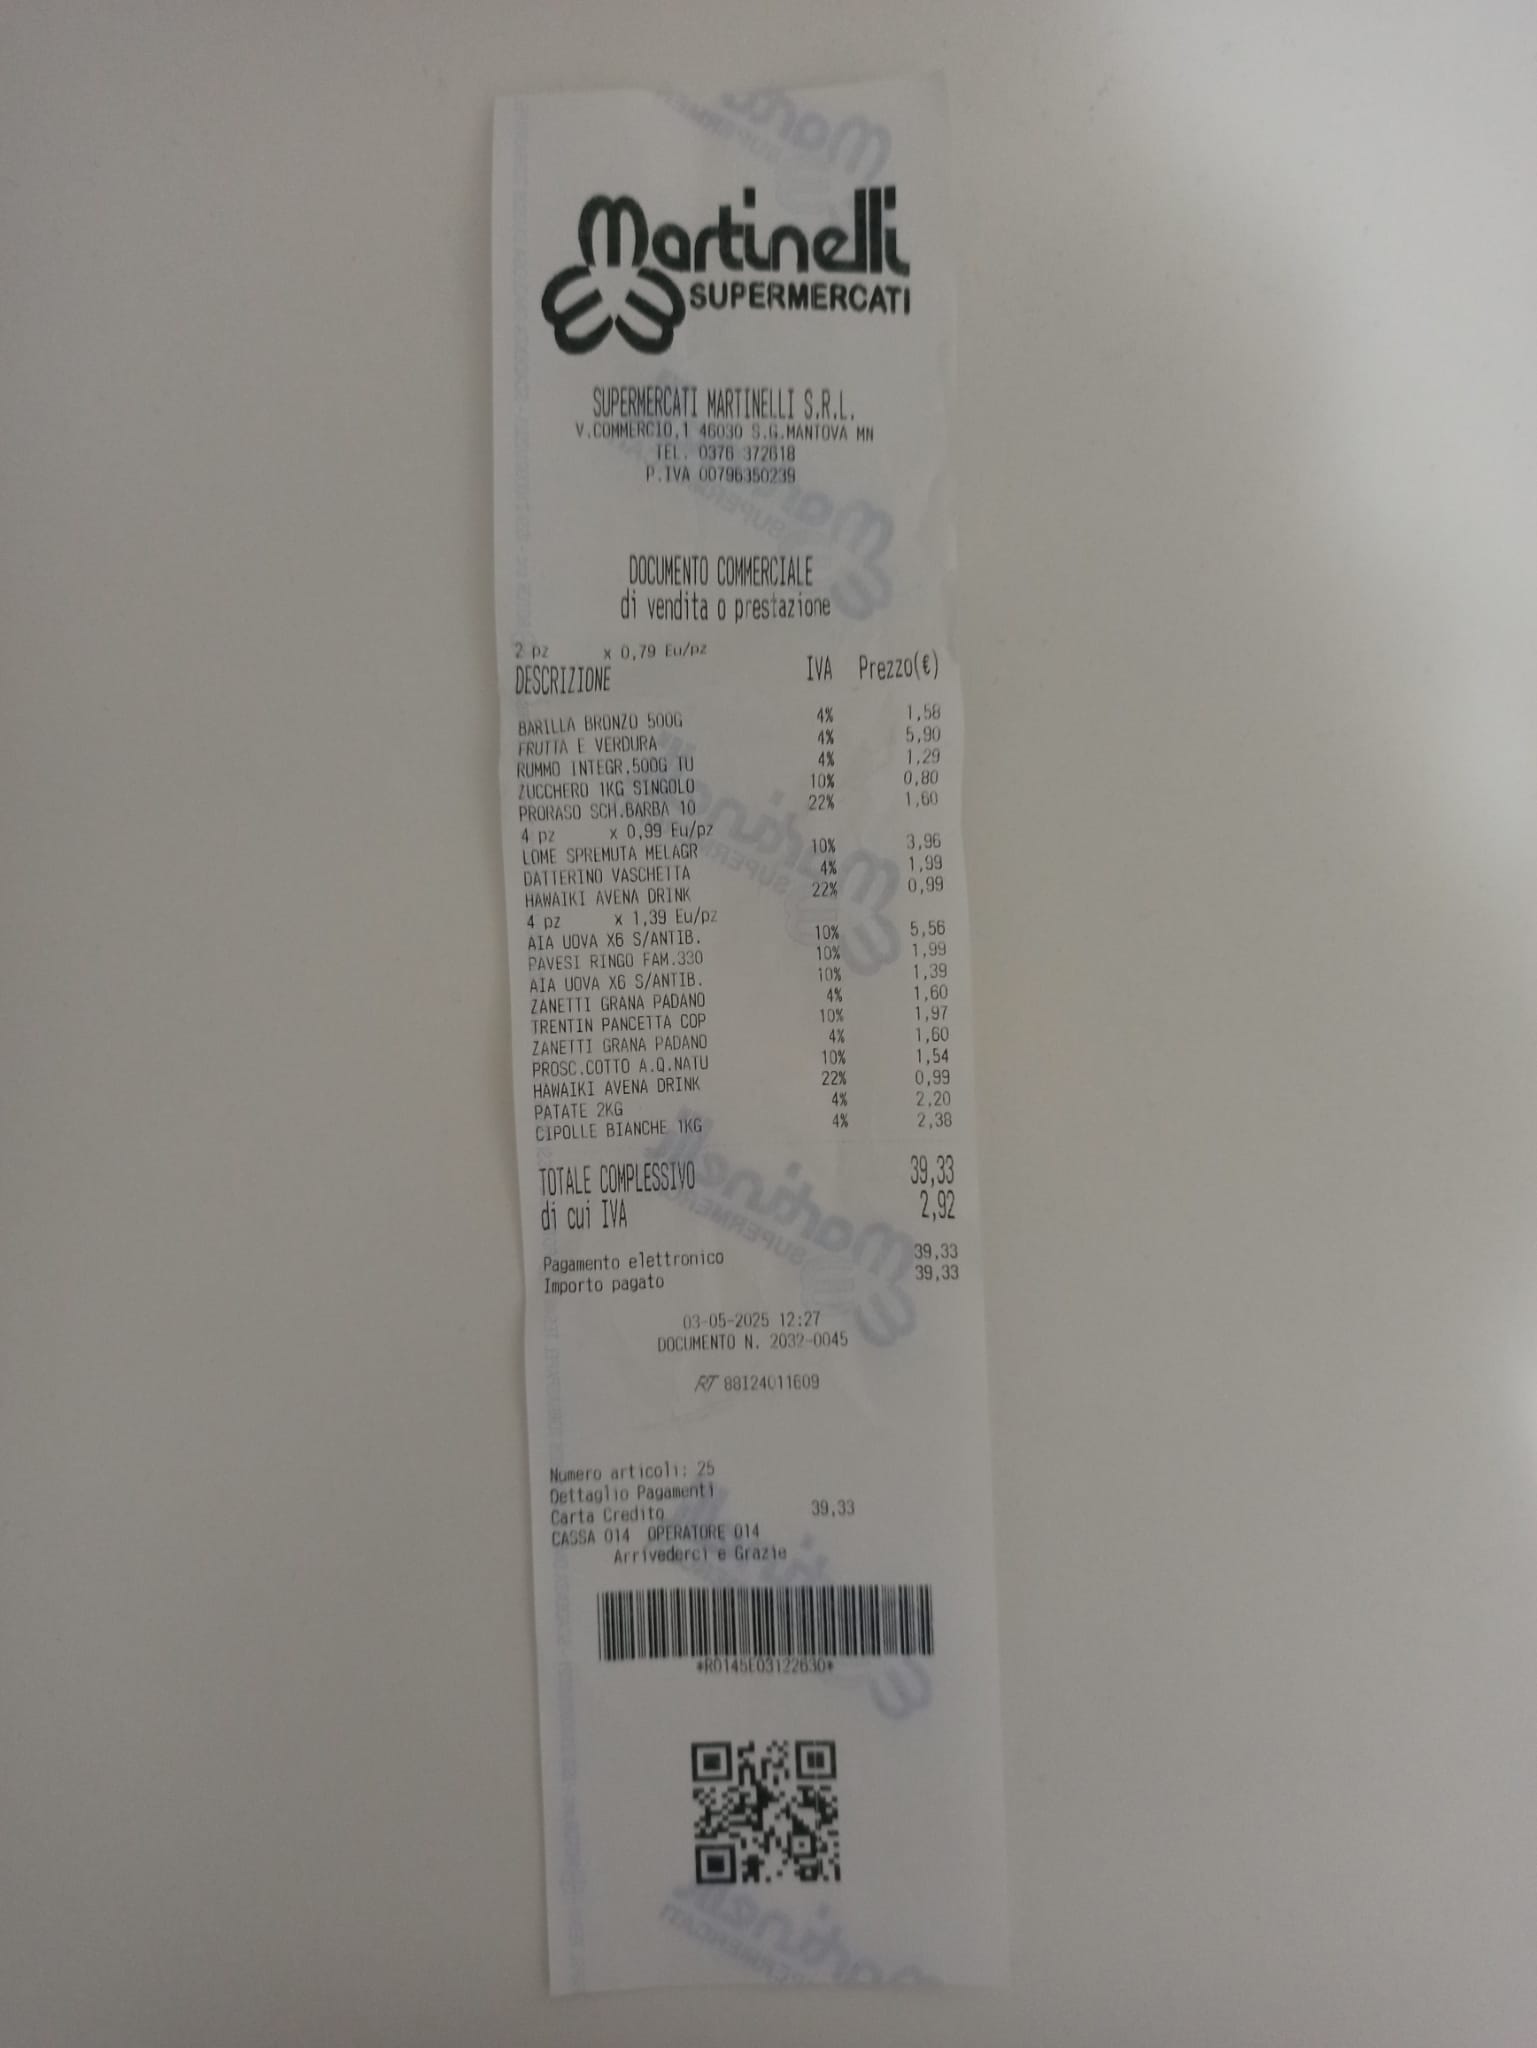 Martinelli
SUPERMERCATI
SUPERMERCATI MARTINELLI S.R.L.
V.COMMERCIO,1 46030 S.G.MANTOVA MN
TEL. 0376 372618
P.IVA 00796350239
DOCUMENTO COMMERCIALE
di vendita o prestazione
2 pz x 0,79 Eu/pz
DESCRIZIONE IVA Prezzo(€)
BARILLA BRONZO 500G 4% 1,58
FRUTTA E VERDURA 4% 5,90
RUMMO INTEGR.500G TU 4% 1,29
ZUCCHERO 1KG SINGOLO 10% 0,80
PRORASO SCH.BARBA 10 22% 1,60
4 pz x 0,99 Eu/pz
LOME SPREMUTA MELAGR 10% 3,96
DATTERINO VASCHETTA 4% 1,99
HAWAIKI AVENA DRINK 22% 0,99
4 pz x 1,39 Eu/pz
AIA UOVA X6 S/ANTIB. 10% 5,56
PAVESI RINGO FAM.330 10% 1,99
AIA UOVA X6 S/ANTIB. 10% 1,39
ZANETTI GRANA PADANO 4% 1,60
TRENTIN PANCETTA COP 10% 1,97
ZANETTI GRANA PADANO 4% 1,60
PROSC.COTTO A.Q.NATU 10% 1,54
HAWAIKI AVENA DRINK 22% 0,99
PATATE 2KG 4% 2,20
CIPOLLE BIANCHE 1KG 4% 2,38
TOTALE COMPLESSIVO 39,33
di cui IVA 2,92
Pagamento elettronico 39,33
Importo pagato 39,33
03-05-2025 12:27
DOCUMENTO N. 2032-0045
RT 88I24011609
Numero articoli: 25
Dettaglio Pagamenti
Carta Credito 39,33
CASSA 014 OPERATORE 014
Arrivederci e Grazie
*R0145E03122630*